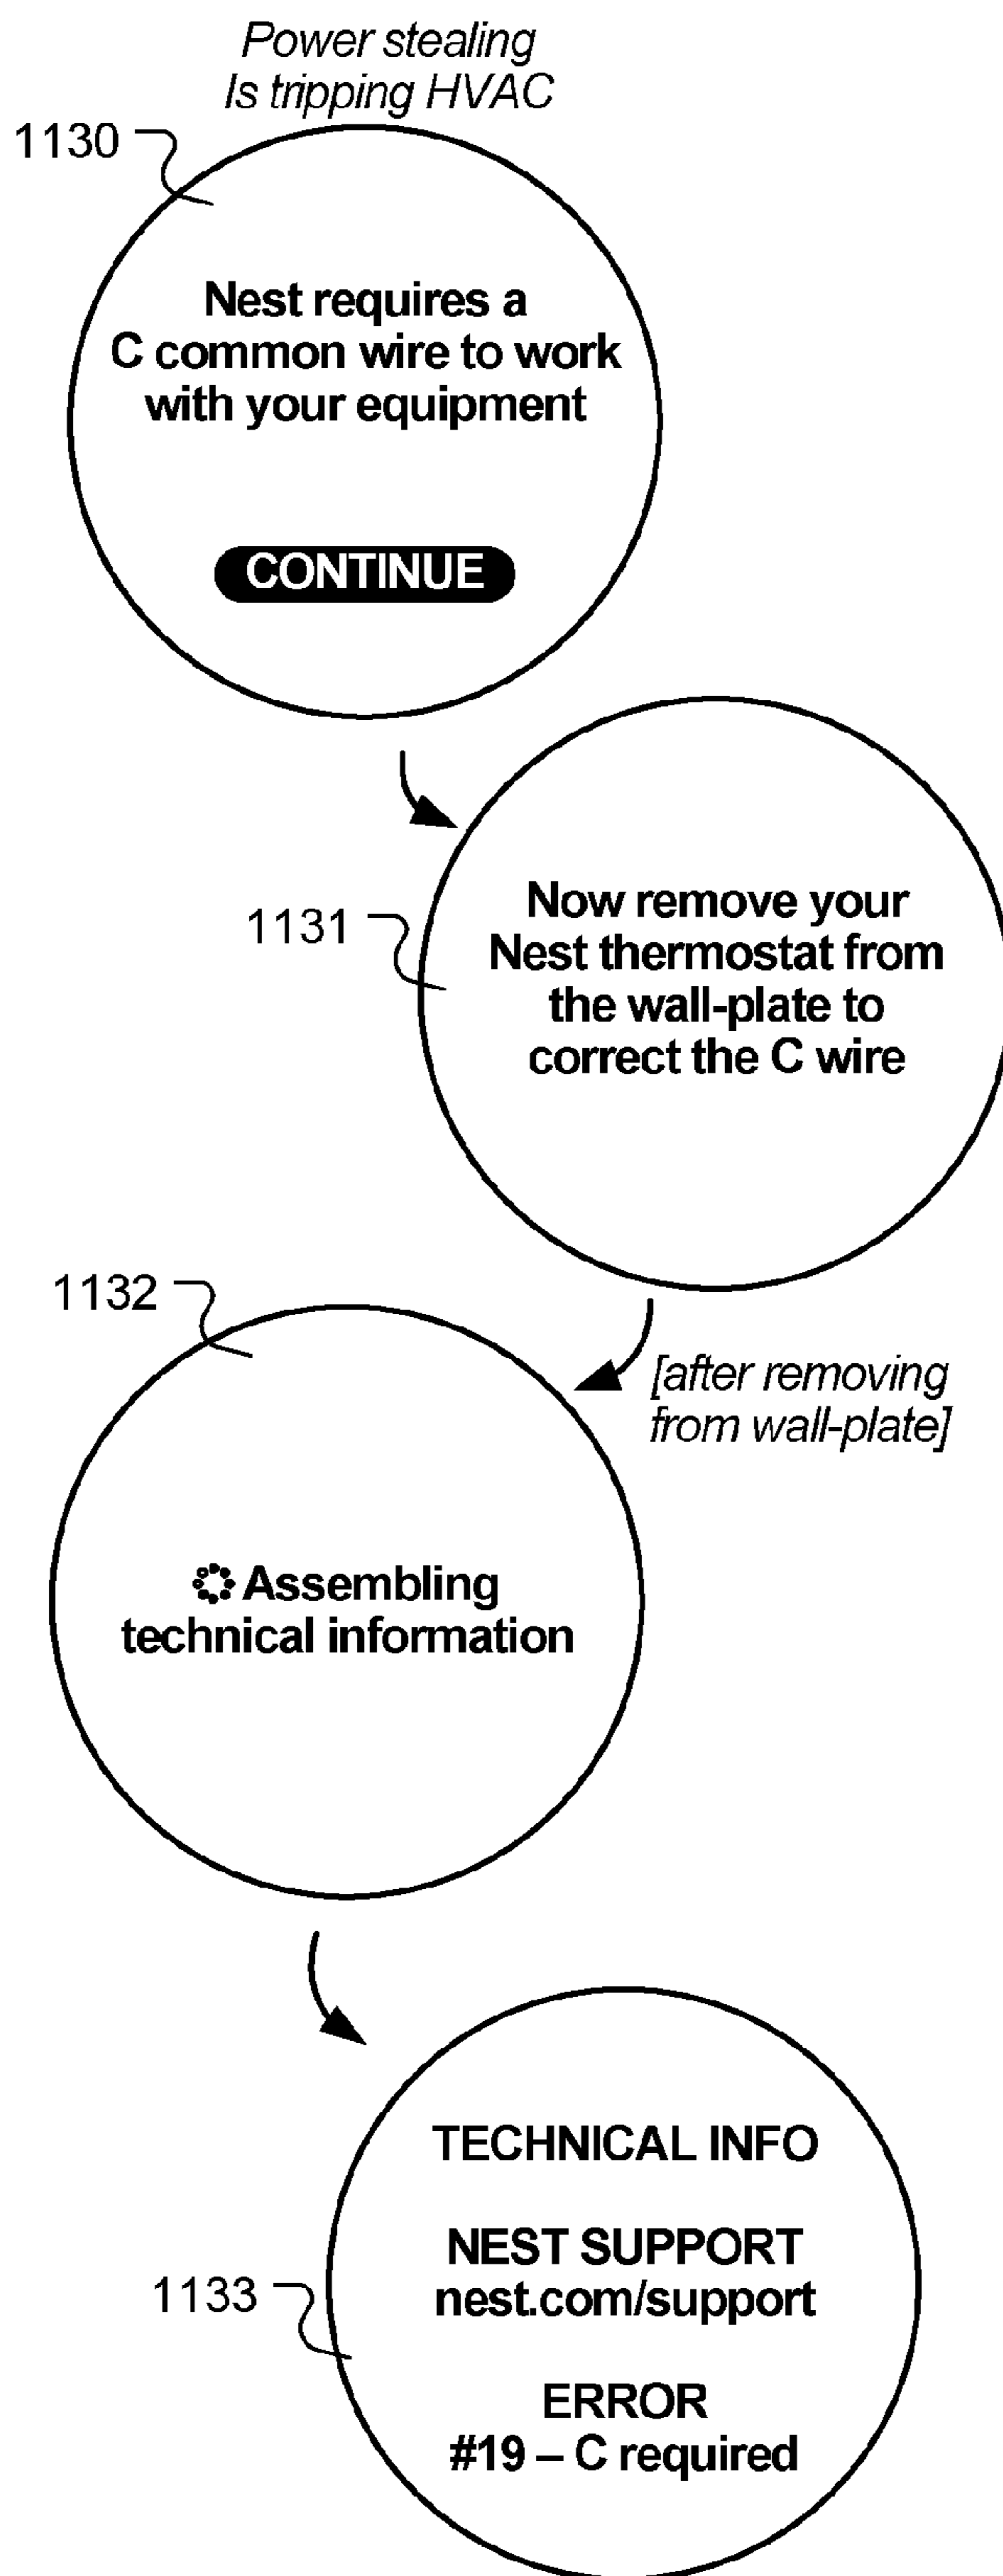 Power stealing
Is tripping HVAC
1130
Nest requires a
C common wire to work
with your equipment
CONTINUE
1131
Now remove your
Nest thermostat from
the wall-plate to
correct the C wire
1132
[after removing
from wall-plate]
Assembling
technical information
TECHNICAL INFO
NEST SUPPORT
nest.com/support
1133
ERROR
#19 – C required